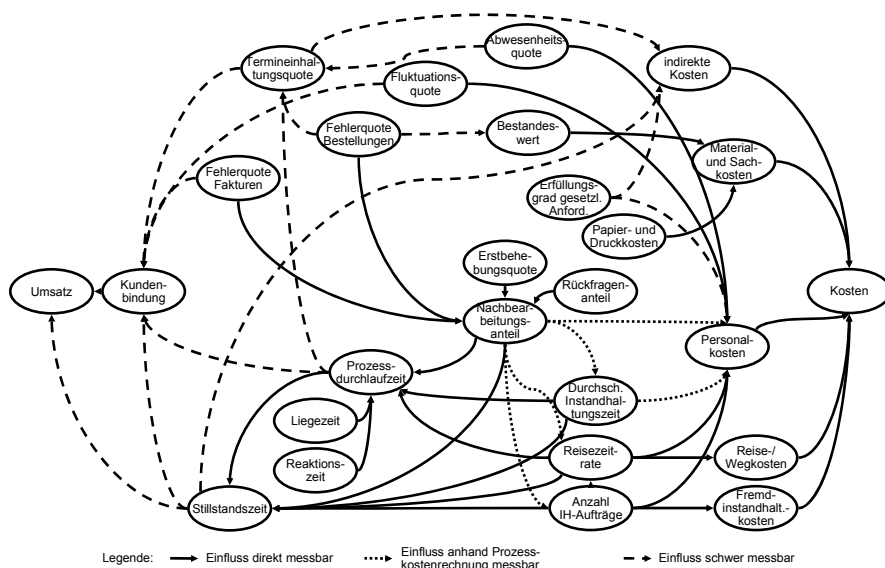 Termineinhal-
tungsquote
Abwesenheits-
quote
indirekte
Kosten
Fluktuations-
quote
Fehlerquote
Bestellungen
Bestandes-
wert
Material-
und Sach-
kosten
Fehlerquote
Fakturen
Erfüllungs-
grad gesetzl.
Anford.
Papier- und
Druckkosten
Erstbehe-
bungsquote
Umsatz
Kunden-
bindung
Rückfragen-
anteil
Kosten
Nachbear-
beitungs-
anteil
Personal-
kosten
Prozess-
durchlaufzeit
Durchsch.
Instandhal-
tungszeit
Liegezeit
Reaktions-
zeit
Reisezeit-
rate
Reise-/
Wegkosten
Stillstandszeit
Anzahl
IH-Aufträge
Fremd-
instandhalt.-
kosten
Legende:
Einfluss direkt messbar
Einfluss anhand Prozess-
kostenrechnung messbar
Einfluss schwer messbar